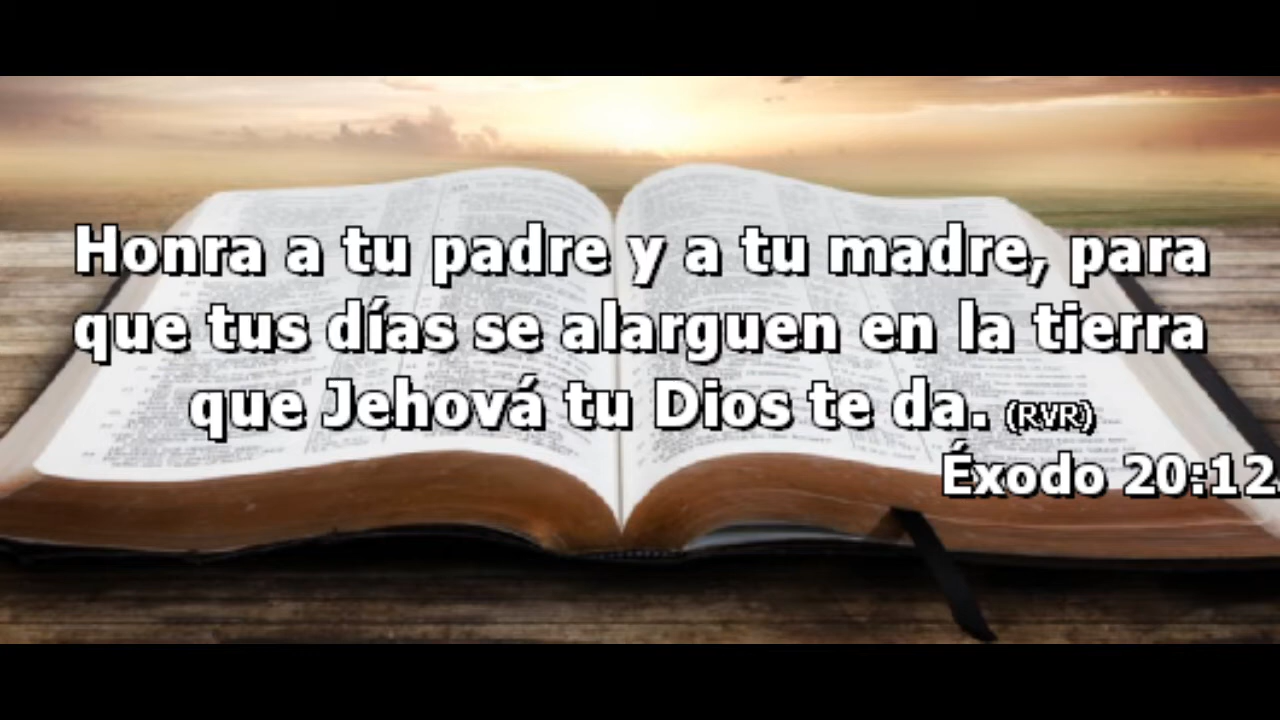 Honra a tu padre y a tu madre, para
que tus días se alarguen en la tierra
que Jehová tu Dios te da. (RVR)
Éxodo 20:12